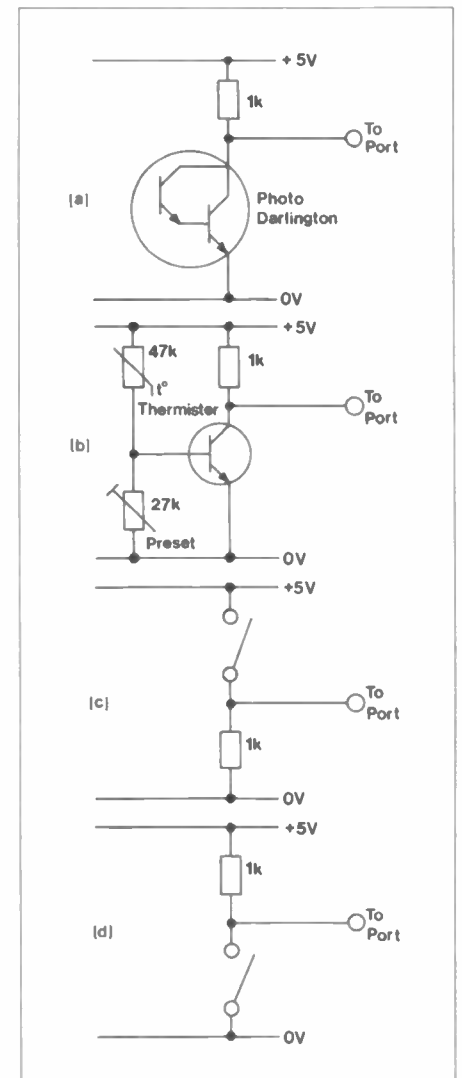 + 5V
1k
To
Port
[a]
Photo
Darlington
0V
+5V
47k
1k
t°
Thermister
To
Port
[b]
27k
Preset
0V
+5V
[c]
To
Port
1k
0V
+5V
1k
[d]
To
Port
0V